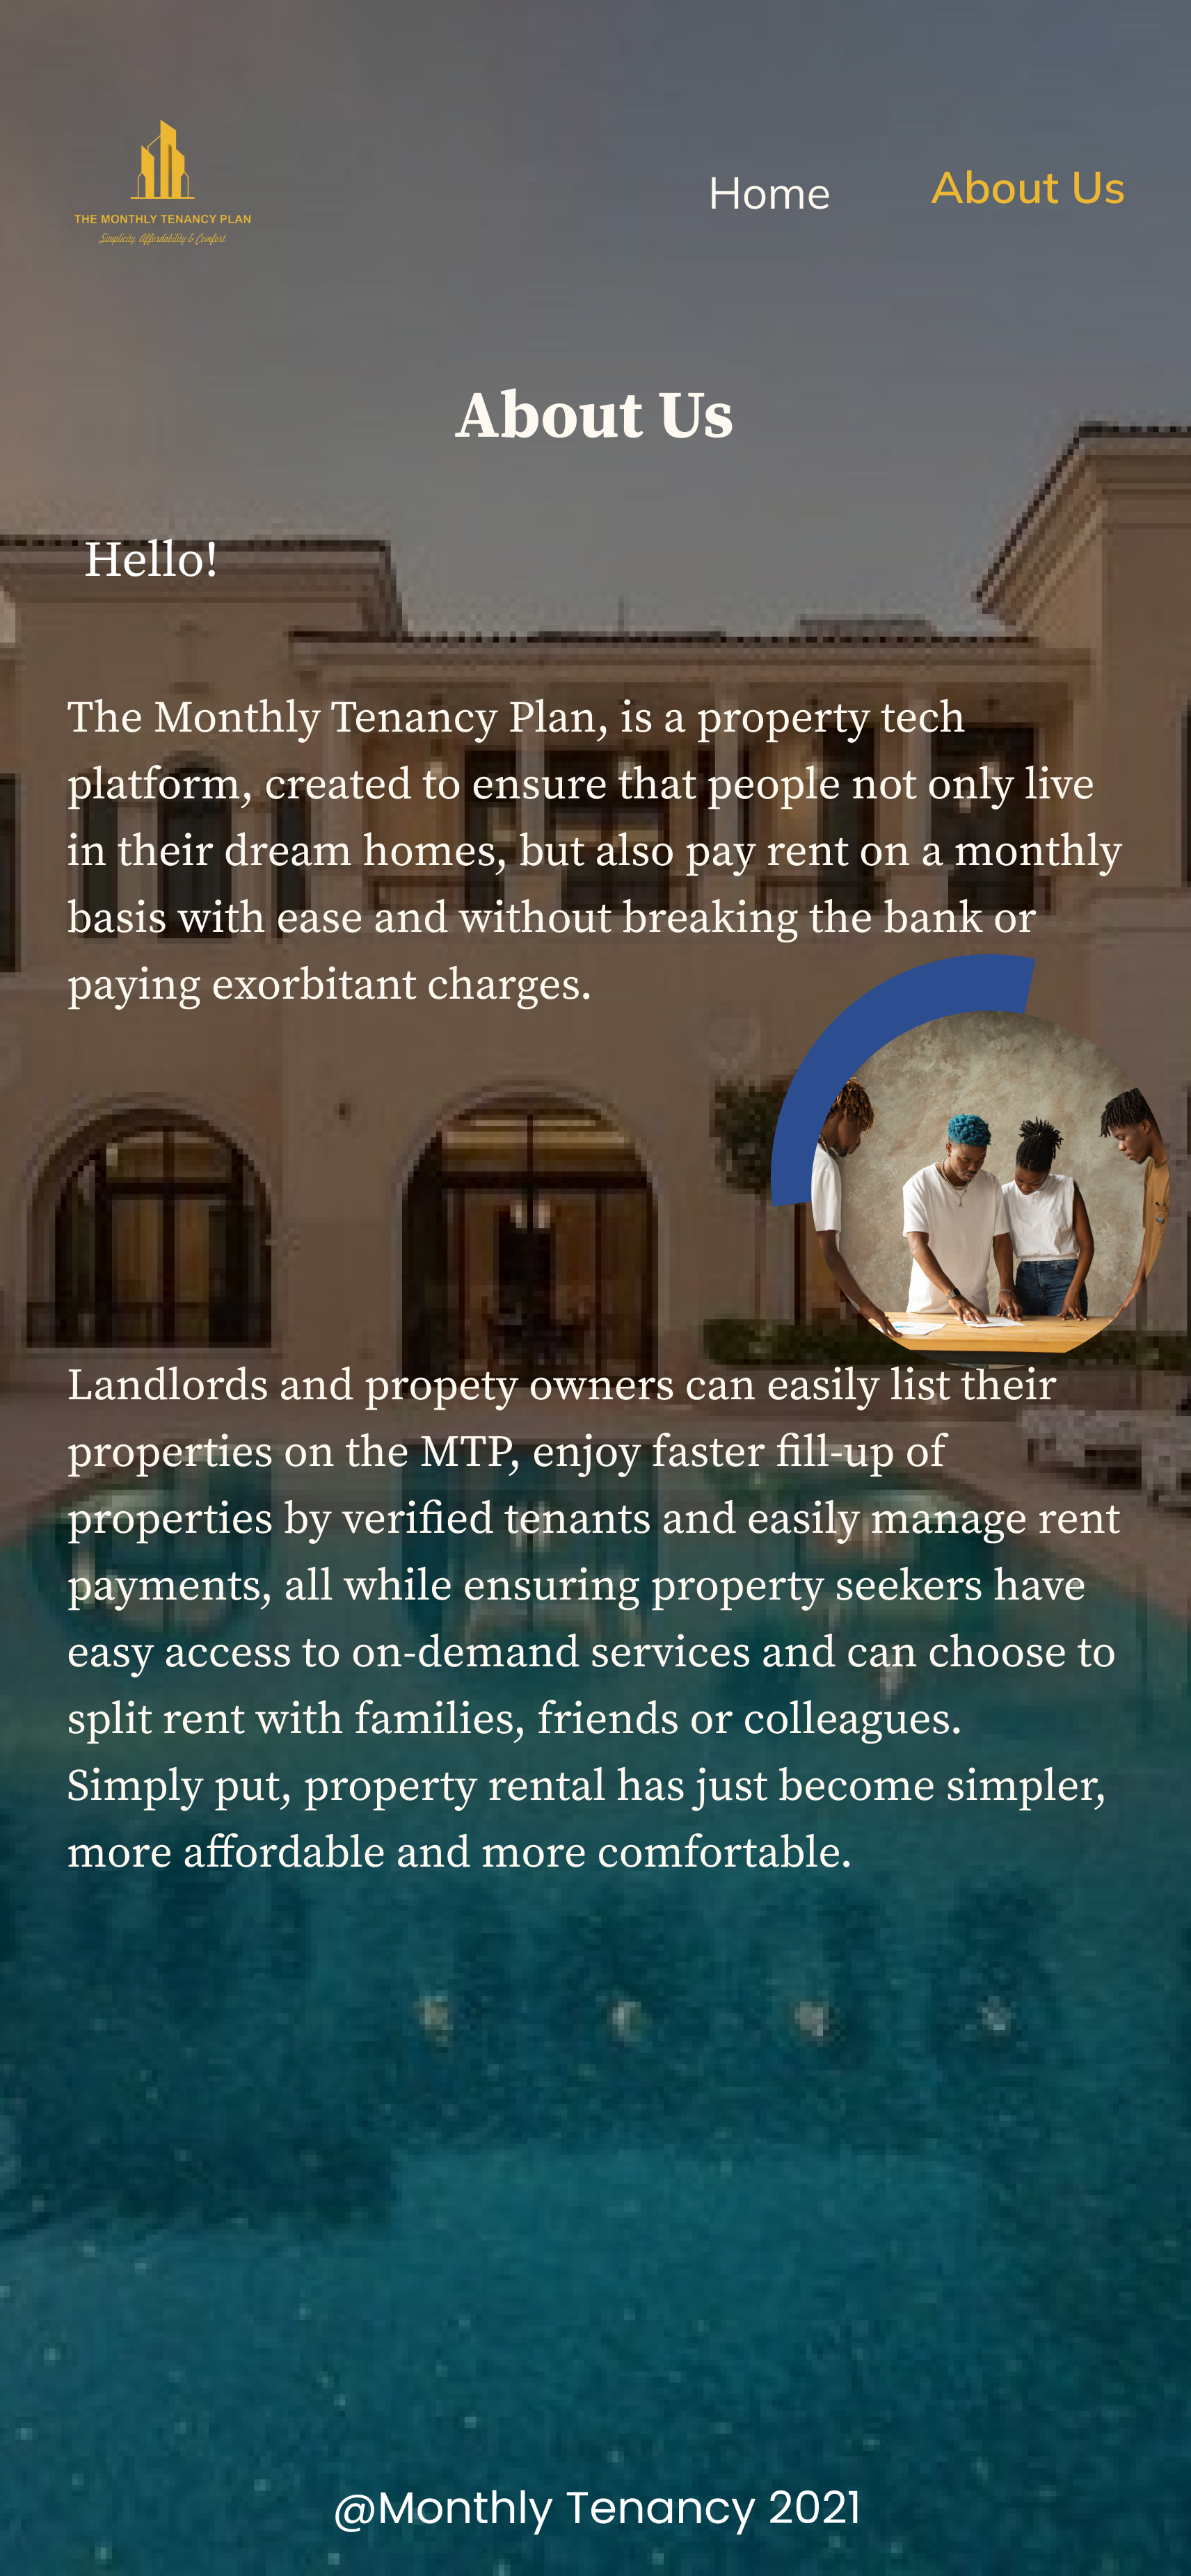 THE MONTHLY TENANCY PLAN
Simplicity, Affordability & Comfort
Home
About Us
About Us
Hello!
The Monthly Tenancy Plan, is a property tech
platform, created to ensure that people not only live
in their dream homes, but also pay rent on a monthly
basis with ease and without breaking the bank or
paying exorbitant charges.
Landlords and propety owners can easily list their
properties on the MTP, enjoy faster fill-up of
properties by verified tenants and easily manage rent
payments, all while ensuring property seekers have
easy access to on-demand services and can choose to
split rent with families, friends or colleagues.
Simply put, property rental has just become simpler,
more affordable and more comfortable.
@Monthly Tenancy 2021